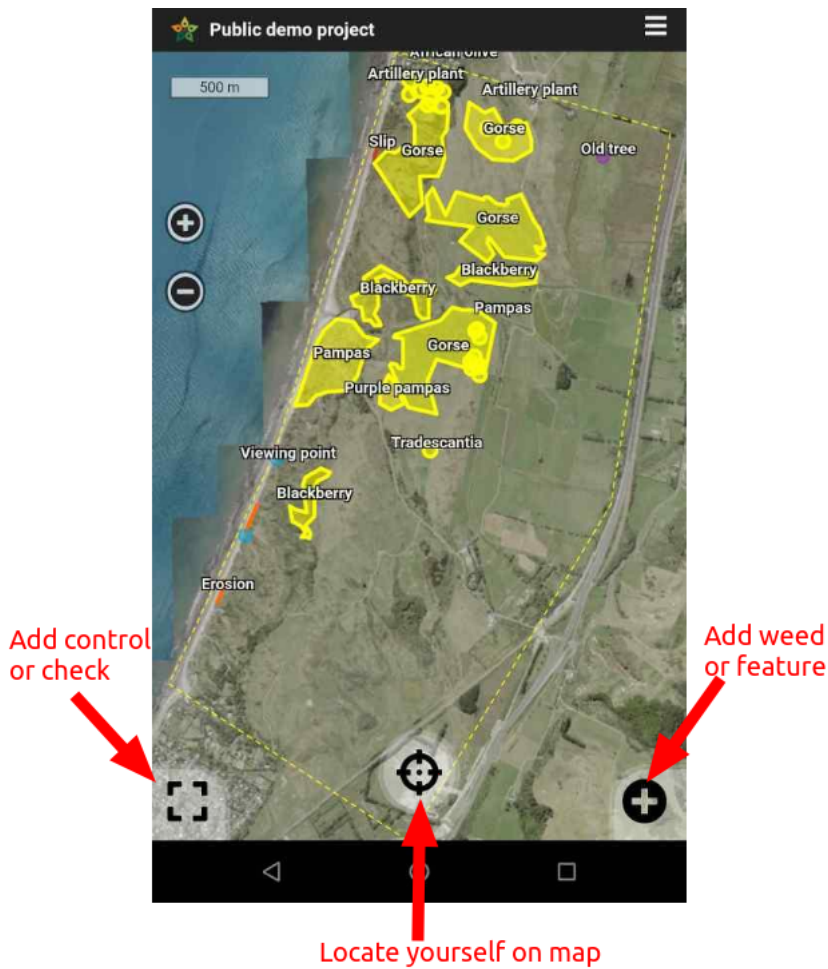 Public demo project
African olive
Artillery plant
500 m
Artillery plant
Gorse
Slip
Gorse
Old tree
Gorse
Blackberry
Blackberry
Pampas
Gorse
Pampas
Purple pampas
Tradescantia
Viewing point
Blackberry
Erosion
Add control
or check
Add weed
or feature
Locate yourself on map